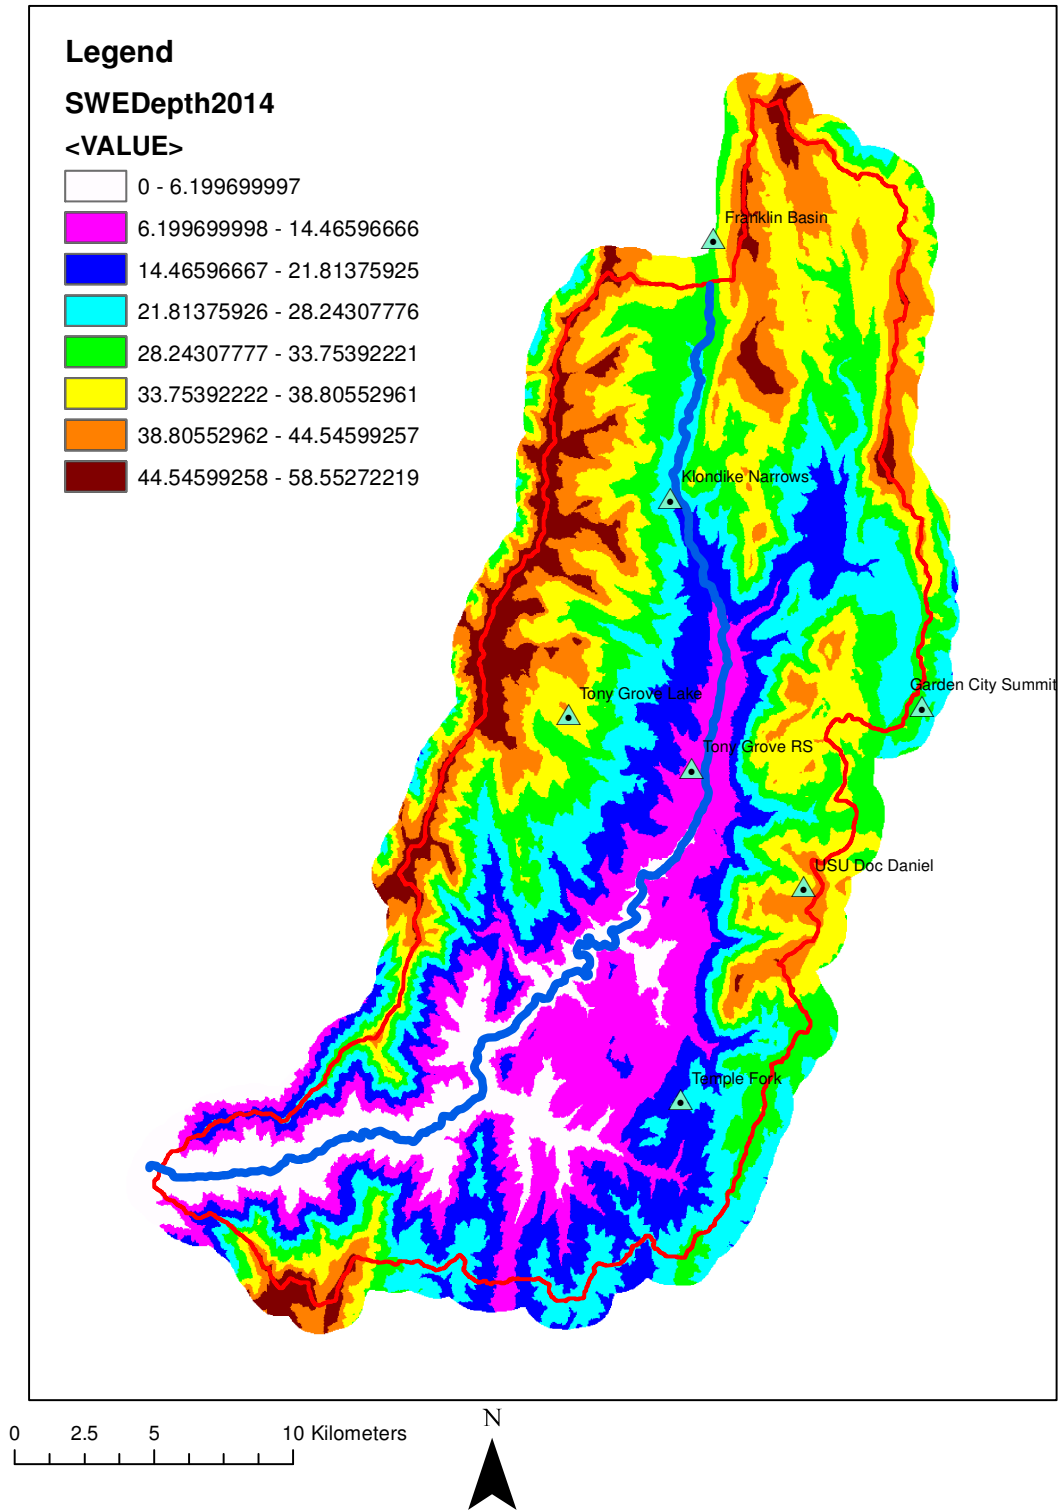 Legend
SWEDepth2014
<VALUE>
0 - 6.199699997
6.199699998 - 14.46596666
14.46596667 - 21.81375925
21.81375926 - 28.24307776
28.24307777 - 33.75392221
33.75392222 - 38.80552961
38.80552962 - 44.54599257
44.54599258 - 58.55272219
Franklin Basin
Klondike Narrows
Garden City Summit
Tony Grove Lake
Tony Grove RS
USU Doc Daniel
Temple Fork
0 2.5 5 10 Kilometers
N